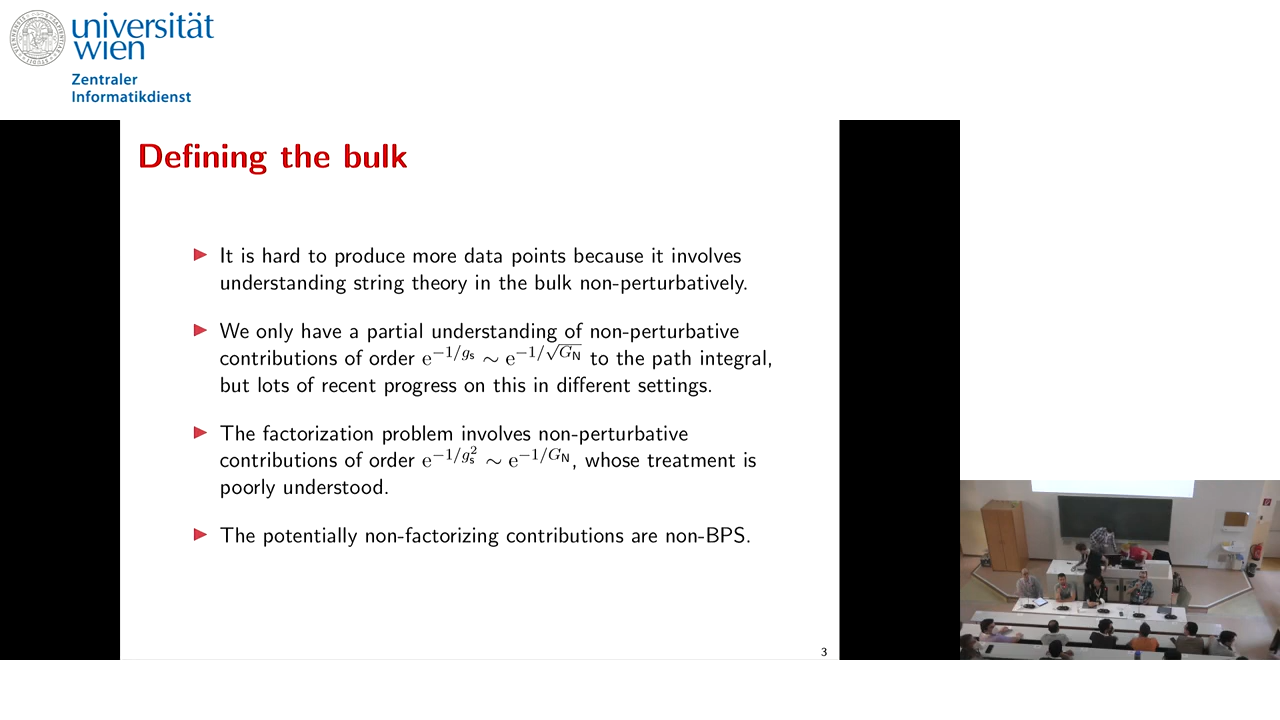 universität
wien
Zentraler
Informatikdienst
Defining the bulk
▶ It is hard to produce more data points because it involves
understanding string theory in the bulk non-perturbatively.
▶ We only have a partial understanding of non-perturbative
contributions of order e^{-1/g_s} ∼ e^{-1/√G_N} to the path integral,
but lots of recent progress on this in different settings.
▶ The factorization problem involves non-perturbative
contributions of order e^{-1/g_s^2} ∼ e^{-1/G_N}, whose treatment is
poorly understood.
▶ The potentially non-factorizing contributions are non-BPS.
3